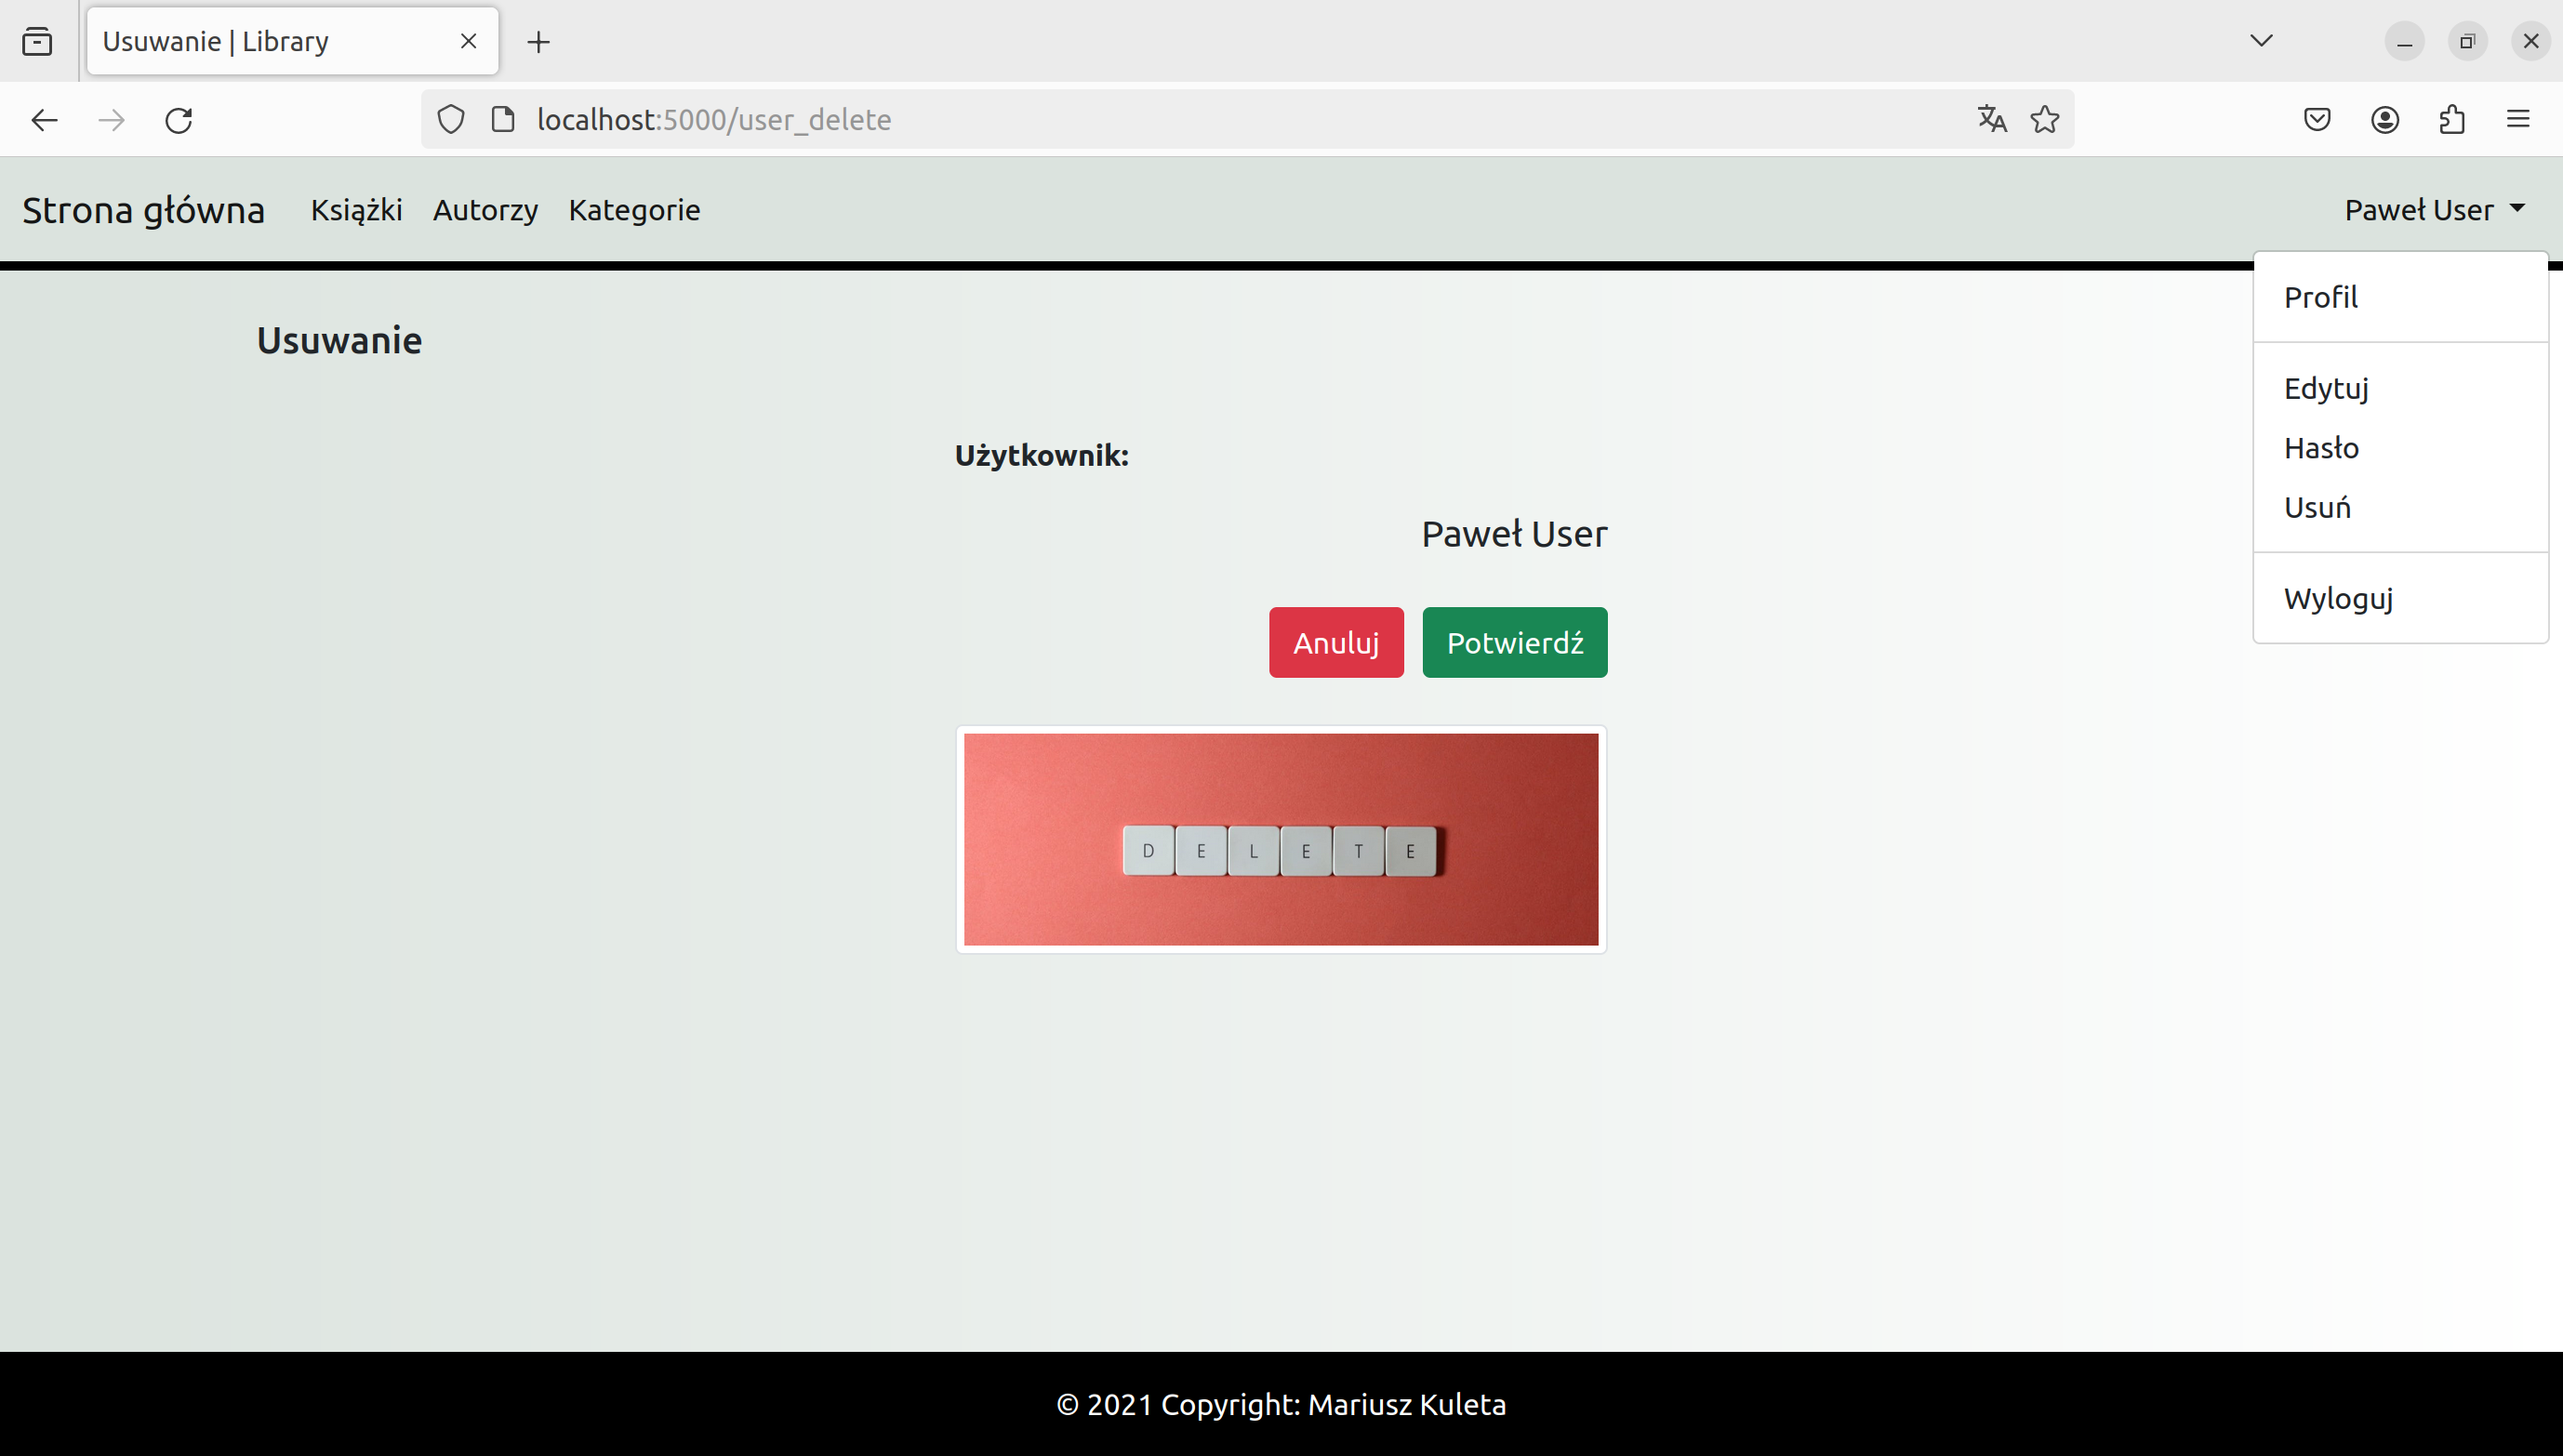 Usuwanie | Library
localhost:5000/user_delete
Strona główna Książki Autorzy Kategorie Paweł User
Profil
Edytuj
Hasło
Usuń
Wyloguj
Usuwanie
Użytkownik:
Paweł User
Anuluj Potwierdź
DELETE
© 2021 Copyright: Mariusz Kuleta